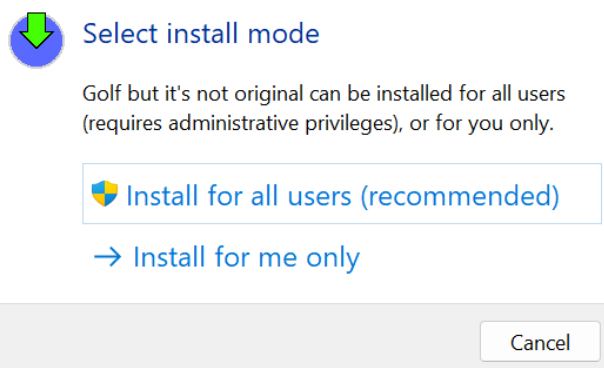 Select install mode
Golf but it's not original can be installed for all users
(requires administrative privileges), or for you only.
Install for all users (recommended)
Install for me only
Cancel